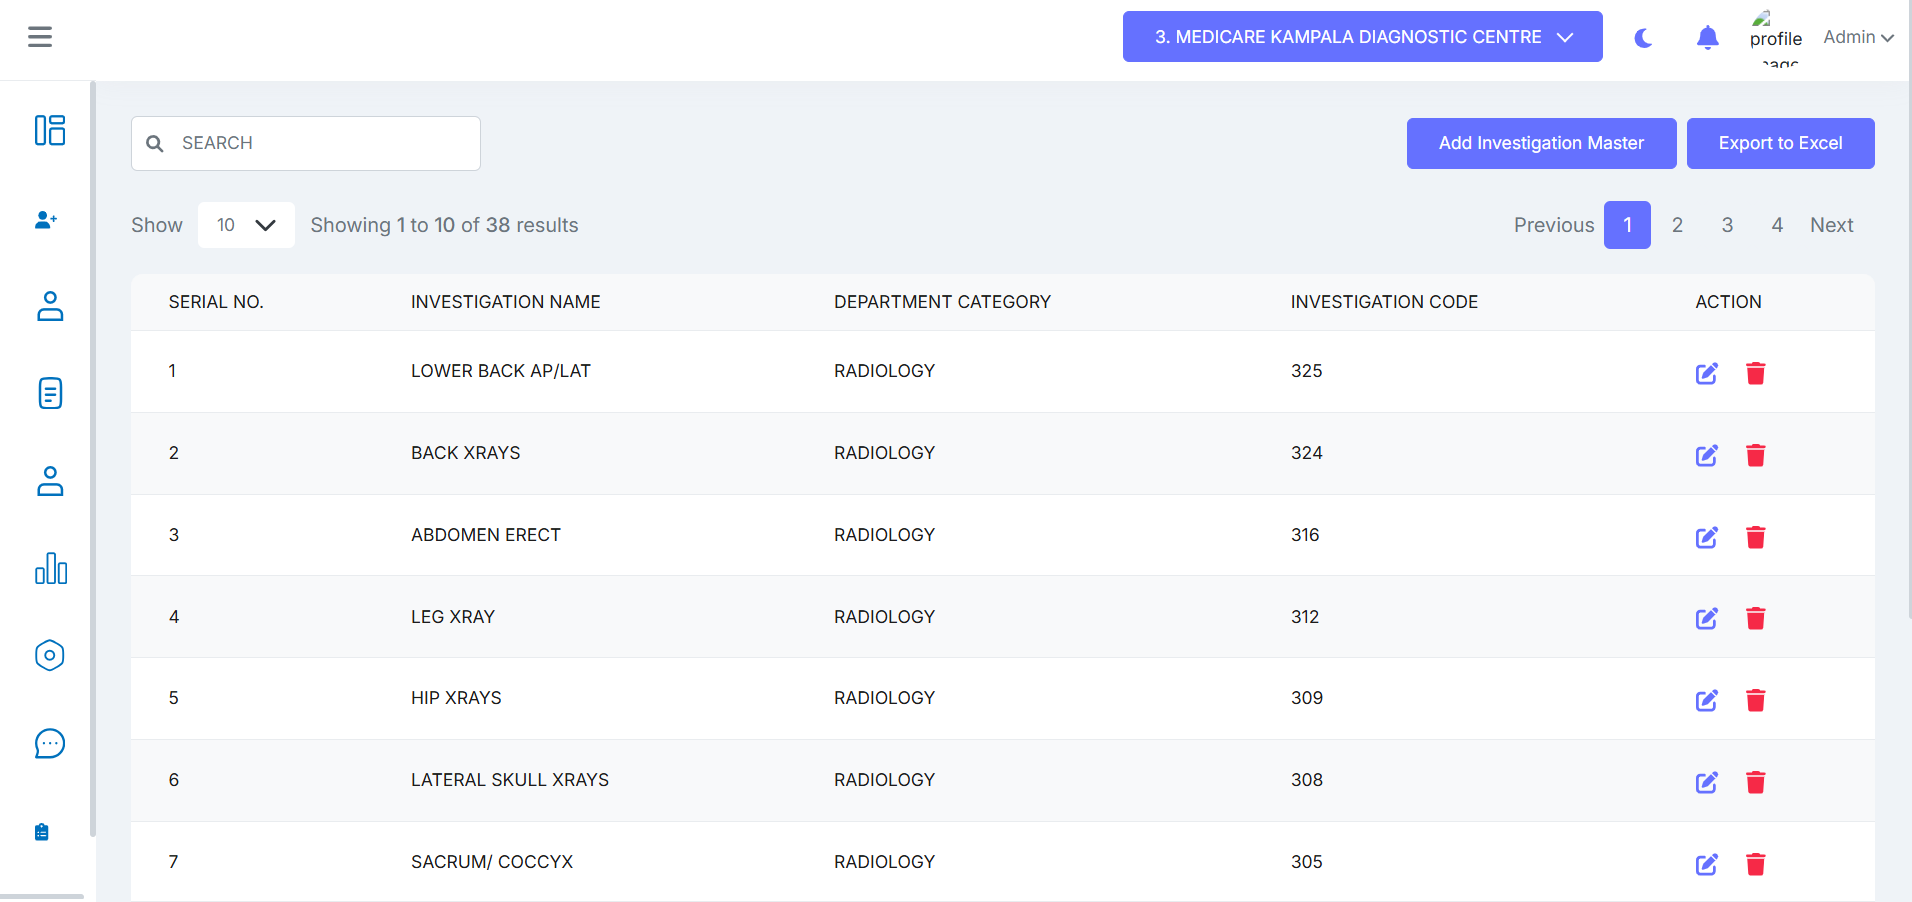 3. MEDICARE KAMPALA DIAGNOSTIC CENTRE
profile
Admin
SEARCH
Add Investigation Master
Export to Excel
Show 10 Showing 1 to 10 of 38 results
Previous 1 2 3 4 Next
SERIAL NO. INVESTIGATION NAME DEPARTMENT CATEGORY INVESTIGATION CODE ACTION
1 LOWER BACK AP/LAT RADIOLOGY 325
2 BACK XRAYS RADIOLOGY 324
3 ABDOMEN ERECT RADIOLOGY 316
4 LEG XRAY RADIOLOGY 312
5 HIP XRAYS RADIOLOGY 309
6 LATERAL SKULL XRAYS RADIOLOGY 308
7 SACRUM/ COCCYX RADIOLOGY 305